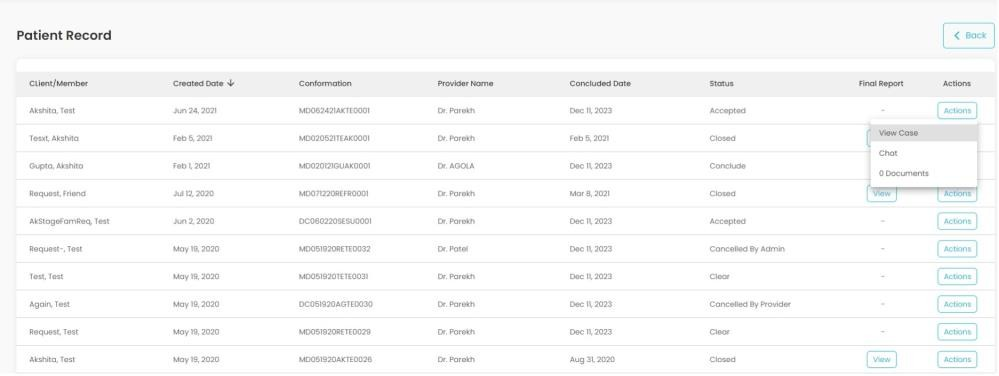 Patient Record
Back
CLient/Member Created Date Conformation Provider Name Concluded Date Status Final Report Actions
Akshita, Test Jun 24, 2021 MD062421AKTE0001 Dr. Parekh Dec 11, 2023 Accepted - Actions
Tesxt, Akshita Feb 5, 2021 MD020521TEAK0001 Dr. Parekh Feb 5, 2021 Closed
View Case
Gupta, Akshita Feb 1, 2021 MD020121GUAK0001 Dr. AGOLA Dec 11, 2023 Conclude
Chat
0 Documents
Request, Friend Jul 12, 2020 MD071220REFR0001 Dr. Parekh Mar 8, 2021 Closed View Actions
AkStageFamReq, Test Jun 2, 2020 DC060220SESU0001 Dr. Parekh Dec 11, 2023 Accepted - Actions
Request-, Test May 19, 2020 MD051920RETE0032 Dr. Patel Dec 11, 2023 Cancelled By Admin - Actions
Test, Test May 19, 2020 MD051920TETE0031 Dr. Parekh Dec 11, 2023 Clear - Actions
Again, Test May 19, 2020 DC051920AGTE0030 Dr. Parekh Dec 11, 2023 Cancelled By Provider - Actions
Request, Test May 19, 2020 MD051920RETE0029 Dr. Parekh Dec 11, 2023 Clear - Actions
Akshita, Test May 19, 2020 MD051920AKTE0026 Dr. Parekh Aug 31, 2020 Closed View Actions